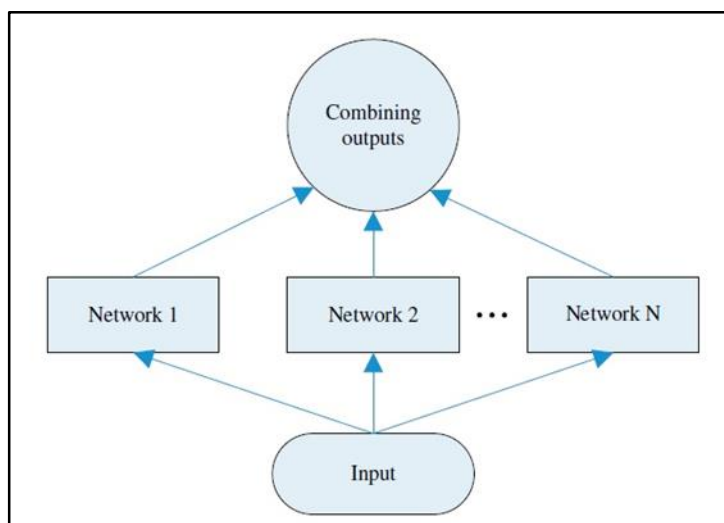 Combining
outputs
Network 1
Network 2
...
Network N
Input